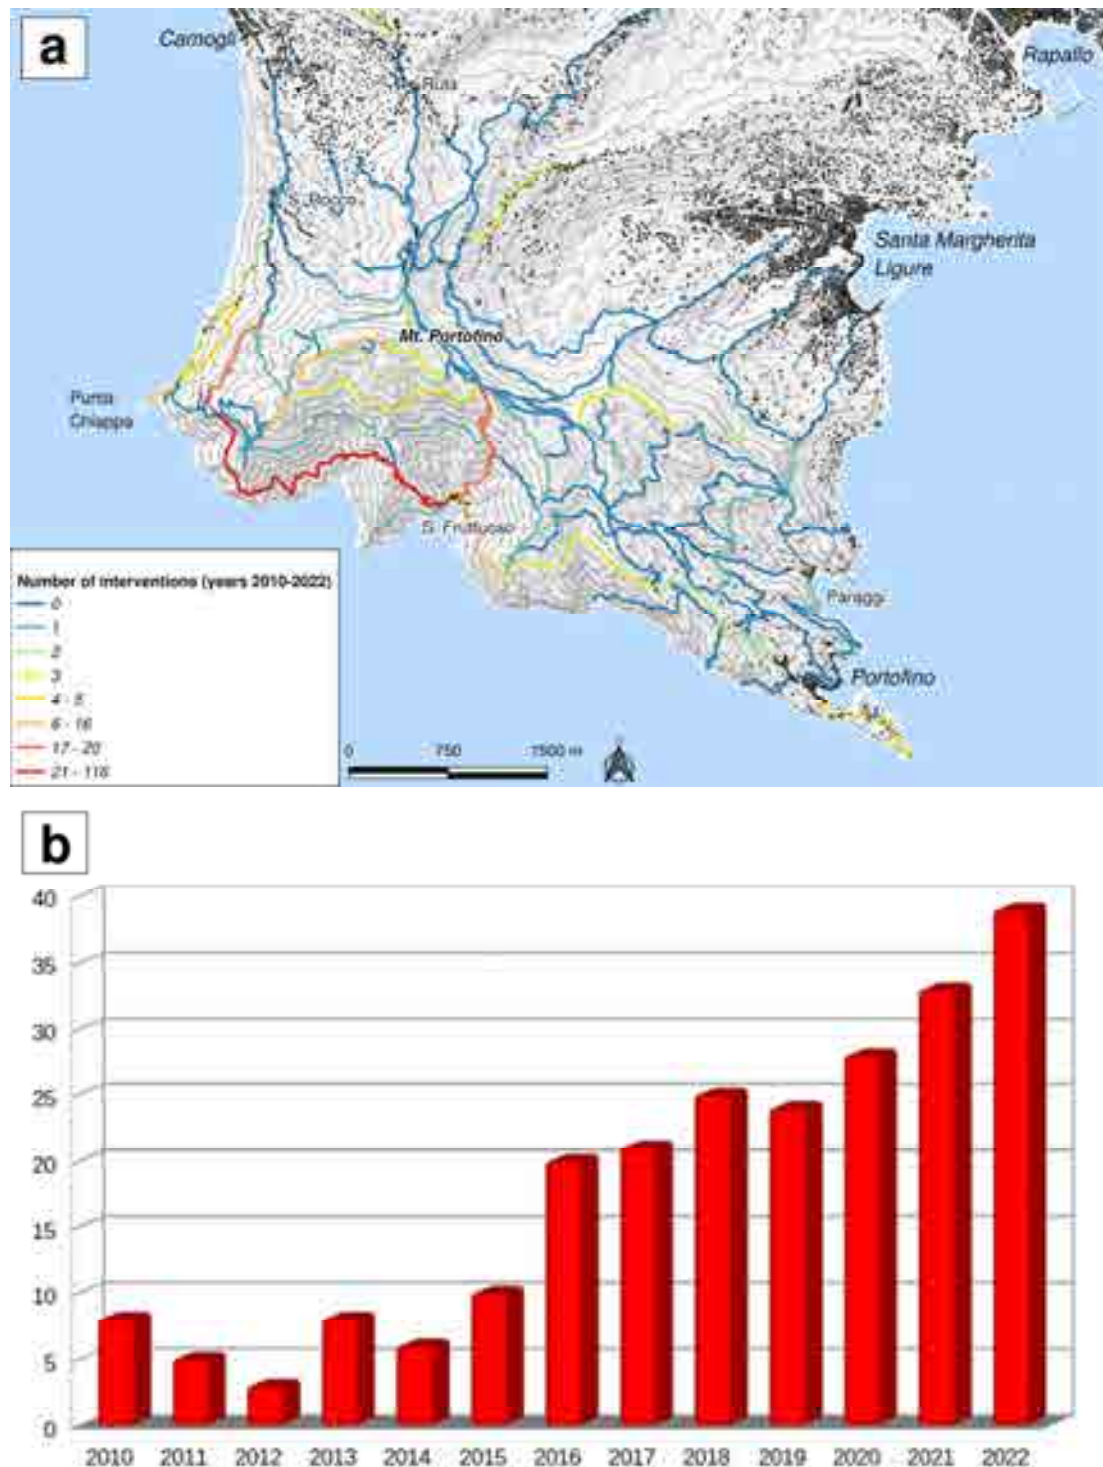 a
Camogli
Rapallo
Ruta
S. Rocco
Santa Margherita
Ligure
Mt. Portofino
Punta
Chiappa
S. Fruttuoso
Number of interventions (years 2010-2022)
0
1
2
3
4 - 5
6 - 16
17 - 20
21 - 116
Paraggi
Portofino
0 750 1500 m
b
40
35
30
25
20
15
10
5
0
2010 2011 2012 2013 2014 2015 2016 2017 2018 2019 2020 2021 2022